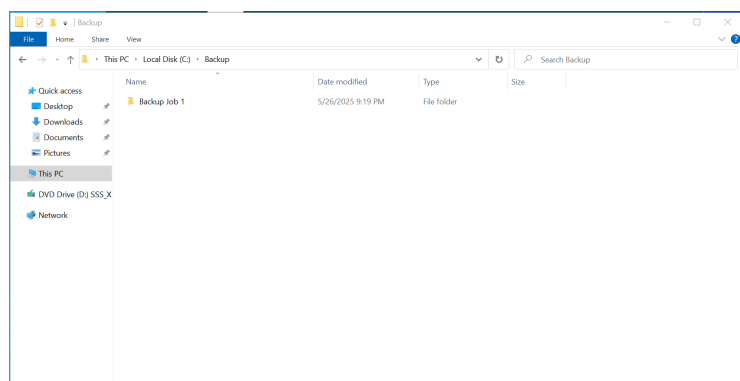 Backup
File Home Share View
This PC Local Disk (C:) Backup Search Backup
Name Date modified Type Size
Quick access
Backup Job 1 5/26/2025 9:19 PM File folder
Desktop
Downloads
Documents
Pictures
This PC
DVD Drive (D:) SSS_X
Network